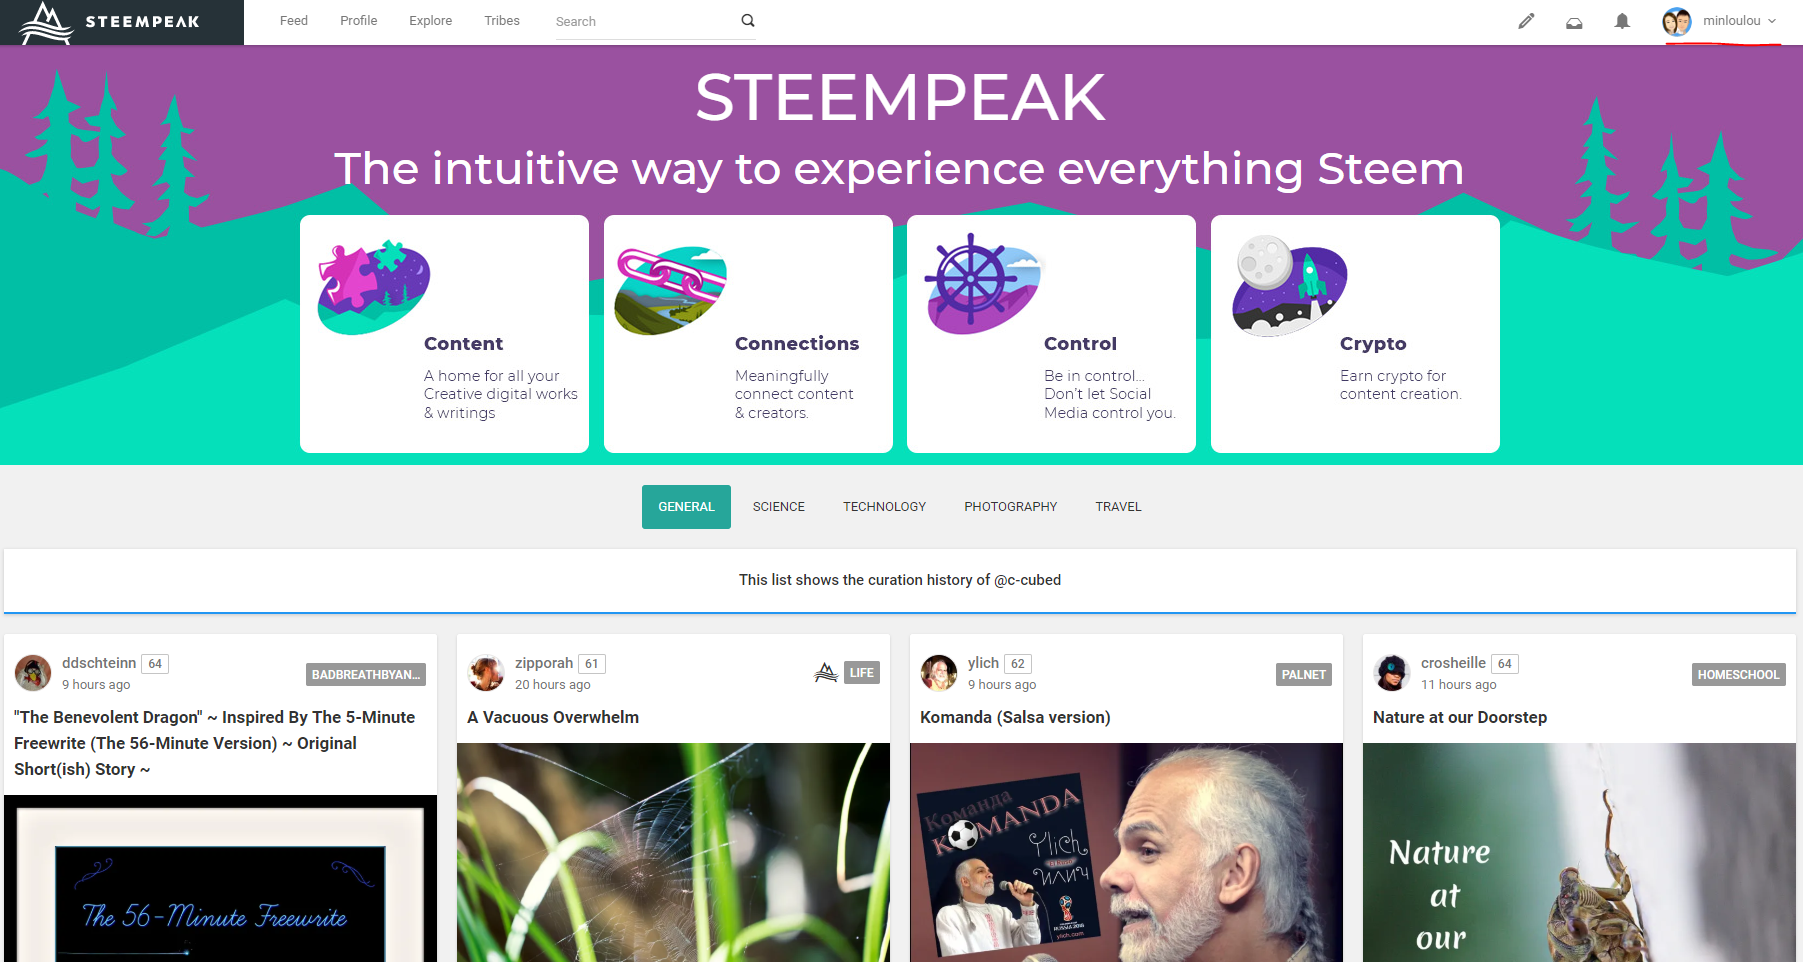 STEEMPEAK
Feed Profile Explore Tribes Search
minloulou
STEEMPEAK
The intuitive way to experience everything Steem
Content
A home for all your
Creative digital works
& writings
Connections
Meaningfully
connect content
& creators.
Control
Be in control...
Don't let Social
Media control you.
Crypto
Earn crypto for
content creation.
GENERAL SCIENCE TECHNOLOGY PHOTOGRAPHY TRAVEL
This list shows the curation history of @c-cubed
ddschteinn 64
9 hours ago
BADBREATHBYAN...
"The Benevolent Dragon" ~ Inspired By The 5-Minute
Freewrite (The 56-Minute Version) ~ Original
Short(ish) Story ~
The 56-Minute Freewrite
zipporah 61
20 hours ago
LIFE
A Vacuous Overwhelm
ylich 62
9 hours ago
PALNET
Komanda (Salsa version)
Команда
KOMANDA
Ylich
Илич
RUSSIA 2018
ylich.com
crosheille 64
11 hours ago
HOMESCHOOL
Nature at our Doorstep
Nature
at
our